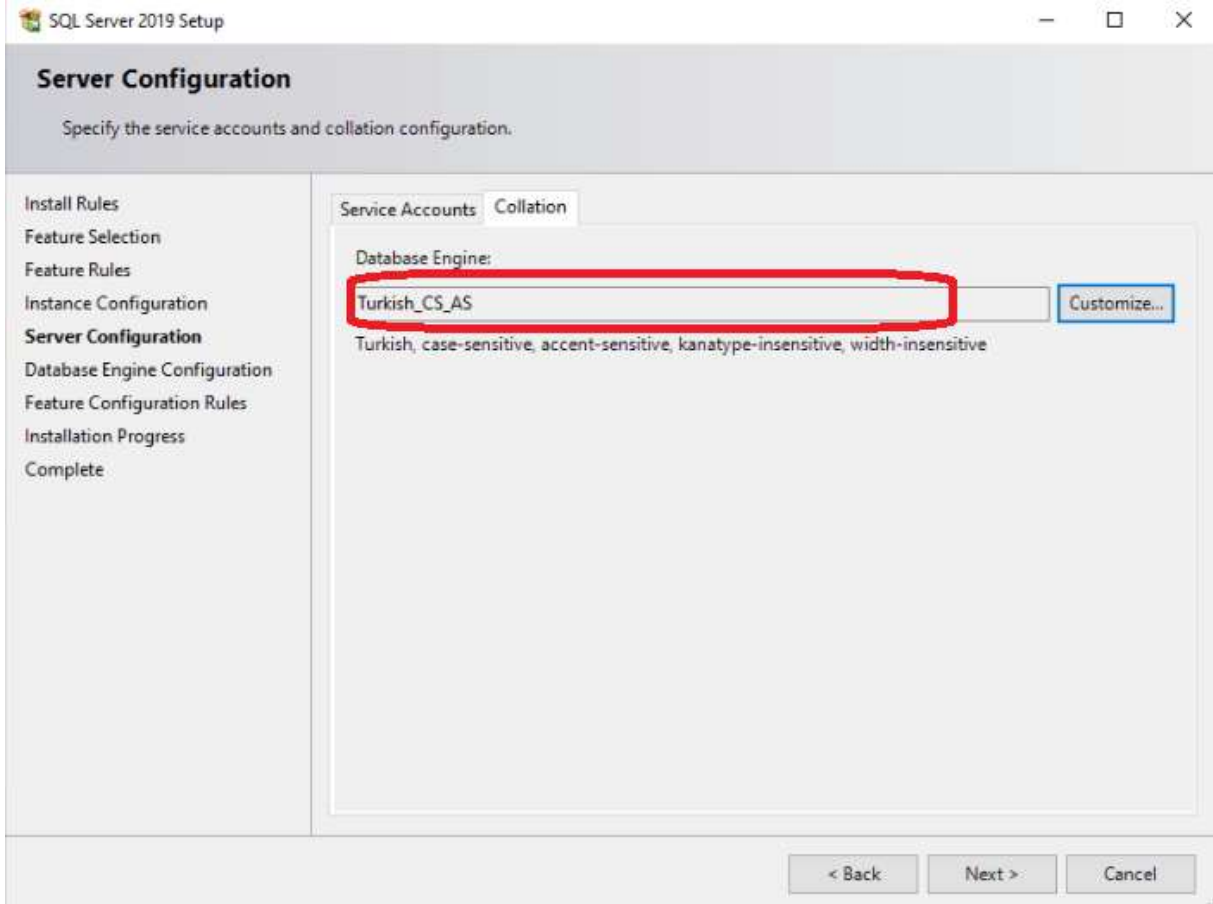 SQL Server 2019 Setup
Server Configuration
Specify the service accounts and collation configuration.
Install Rules
Feature Selection
Feature Rules
Instance Configuration
Server Configuration
Database Engine Configuration
Feature Configuration Rules
Installation Progress
Complete
Service Accounts Collation
Database Engine:
Turkish_CS_AS Customize...
Turkish, case-sensitive, accent-sensitive, kanatype-insensitive, width-insensitive
< Back Next > Cancel